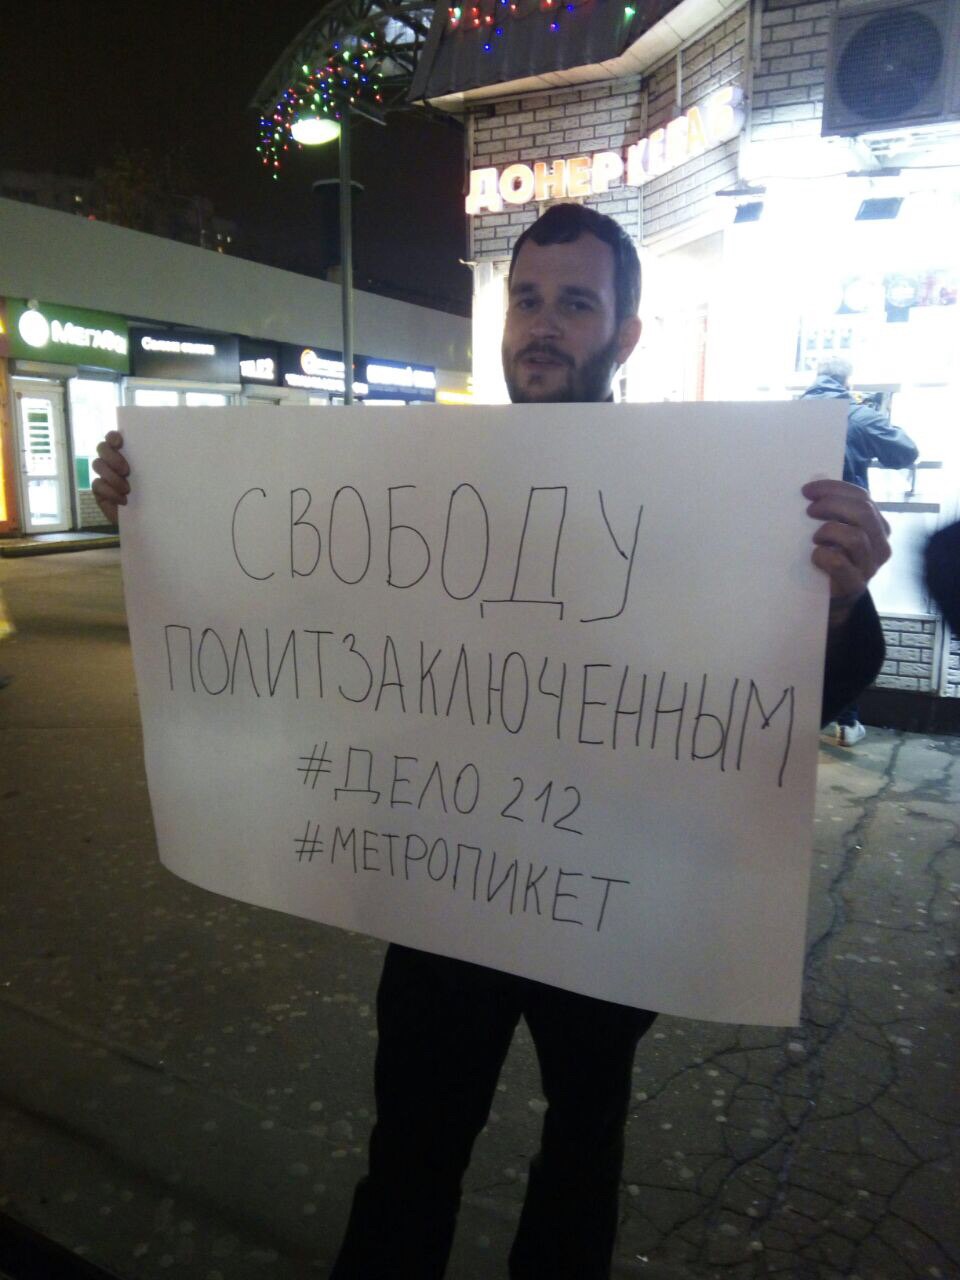 ДОНЕР КЕБАБ
МЕГАФОН
СВОБОДУ
ПОЛИТЗАКЛЮЧЕННЫМ
#ДЕЛО 212
#МЕТРОПИКЕТ